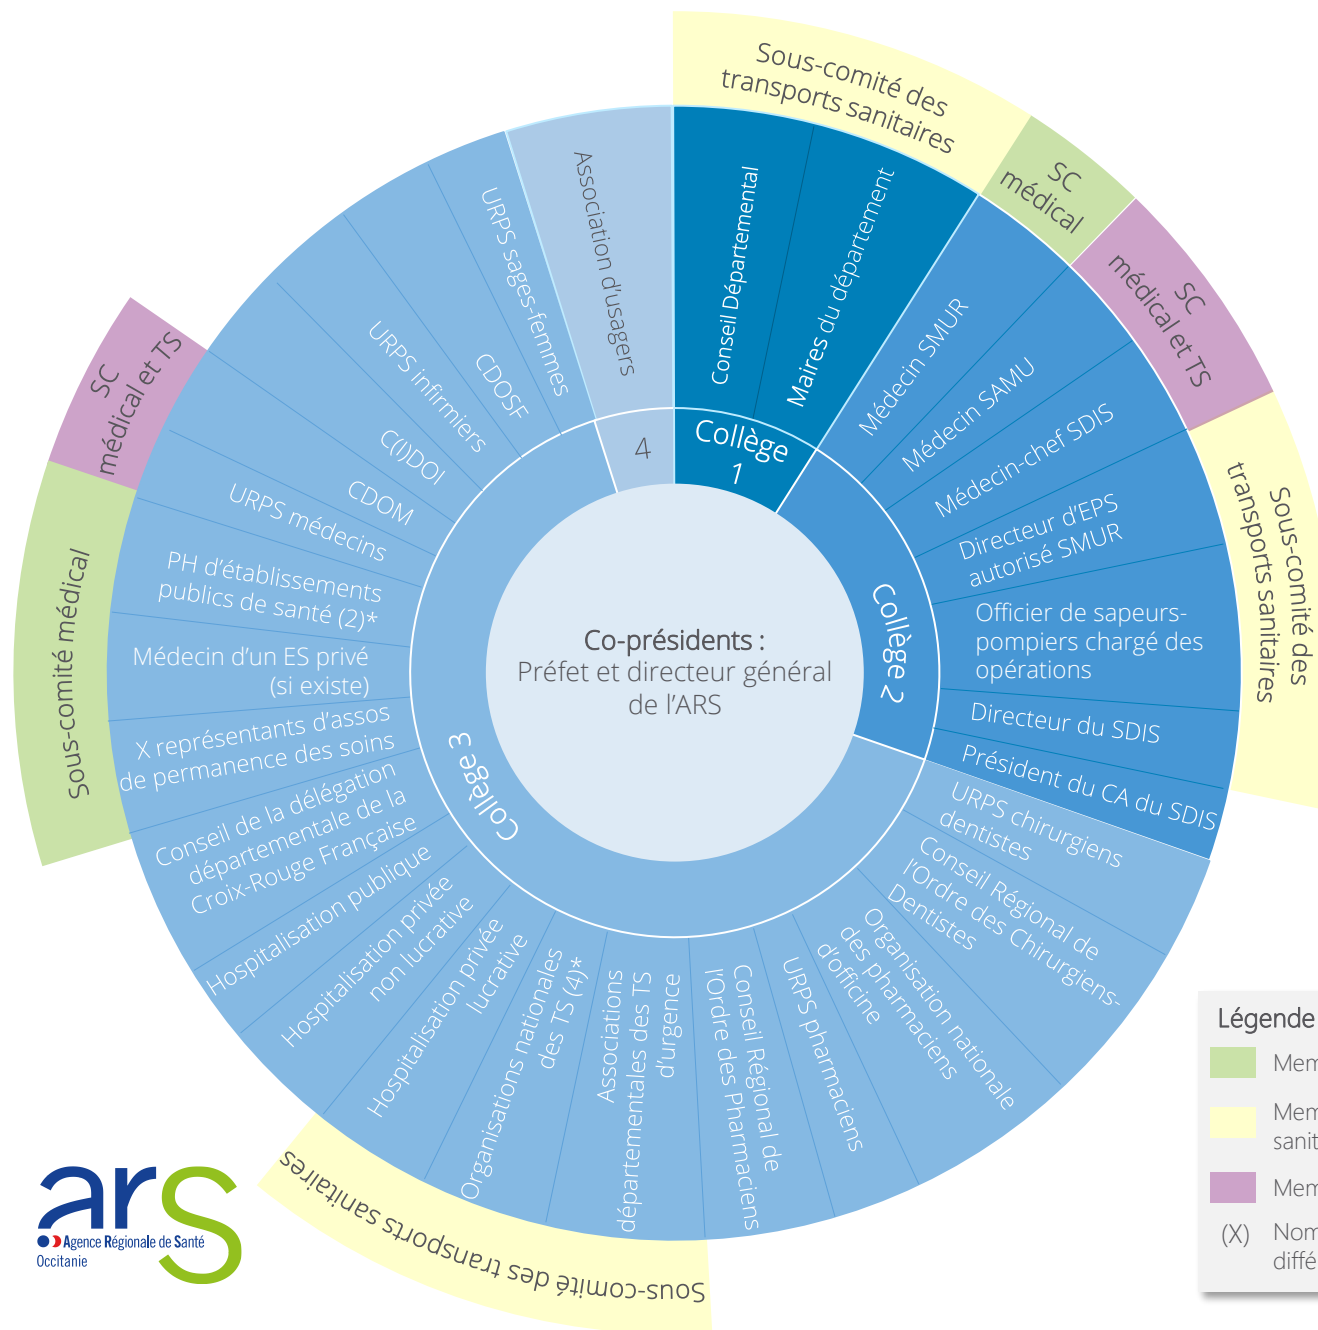 Sous-comité des
transports sanitaires
SC
médical
SC
médical et TS
Sous-comité des
transports sanitaires
Association d'usagers
Conseil Départemental
Maires du département
4
Collège
1
Médecin SMUR
Médecin SAMU
Médecin-chef SDIS
Directeur d'EPS
autorisé SMUR
Officier de sapeurs-
pompiers chargé des
opérations
Directeur du SDIS
Président du CA du SDIS
Collège 2
Co-présidents :
Préfet et directeur général
de l'ARS
URPS chirurgiens
dentistes
Conseil Régional de
l'Ordre des Chirurgiens-
Dentistes
Organisation nationale
des pharmaciens
d'officine
URPS pharmaciens
Conseil Régional de
l'Ordre des Pharmaciens
Associations
départementales des TS
d'urgence
Organisations nationales
des TS (4)*
Hospitalisation privée
lucrative
Hospitalisation privée
non lucrative
Hospitalisation publique
Conseil de la délégation
départementale de la
Croix-Rouge Française
X représentants d'assos
de permanence des soins
Médecin d'un ES privé
(si existe)
PH d'établissements
publics de santé (2)*
URPS médecins
CDOM
C(I)DOI
URPS infirmiers
CDOSF
URPS sages-femmes
Collège 3
SC
médical et TS
Sous-comité médical
Sous-comité des transports sanitaires
Légende
Mem
Mem
sanit
Mem
(X) Nom
diffé
ars
Agence Régionale de Santé
Occitanie